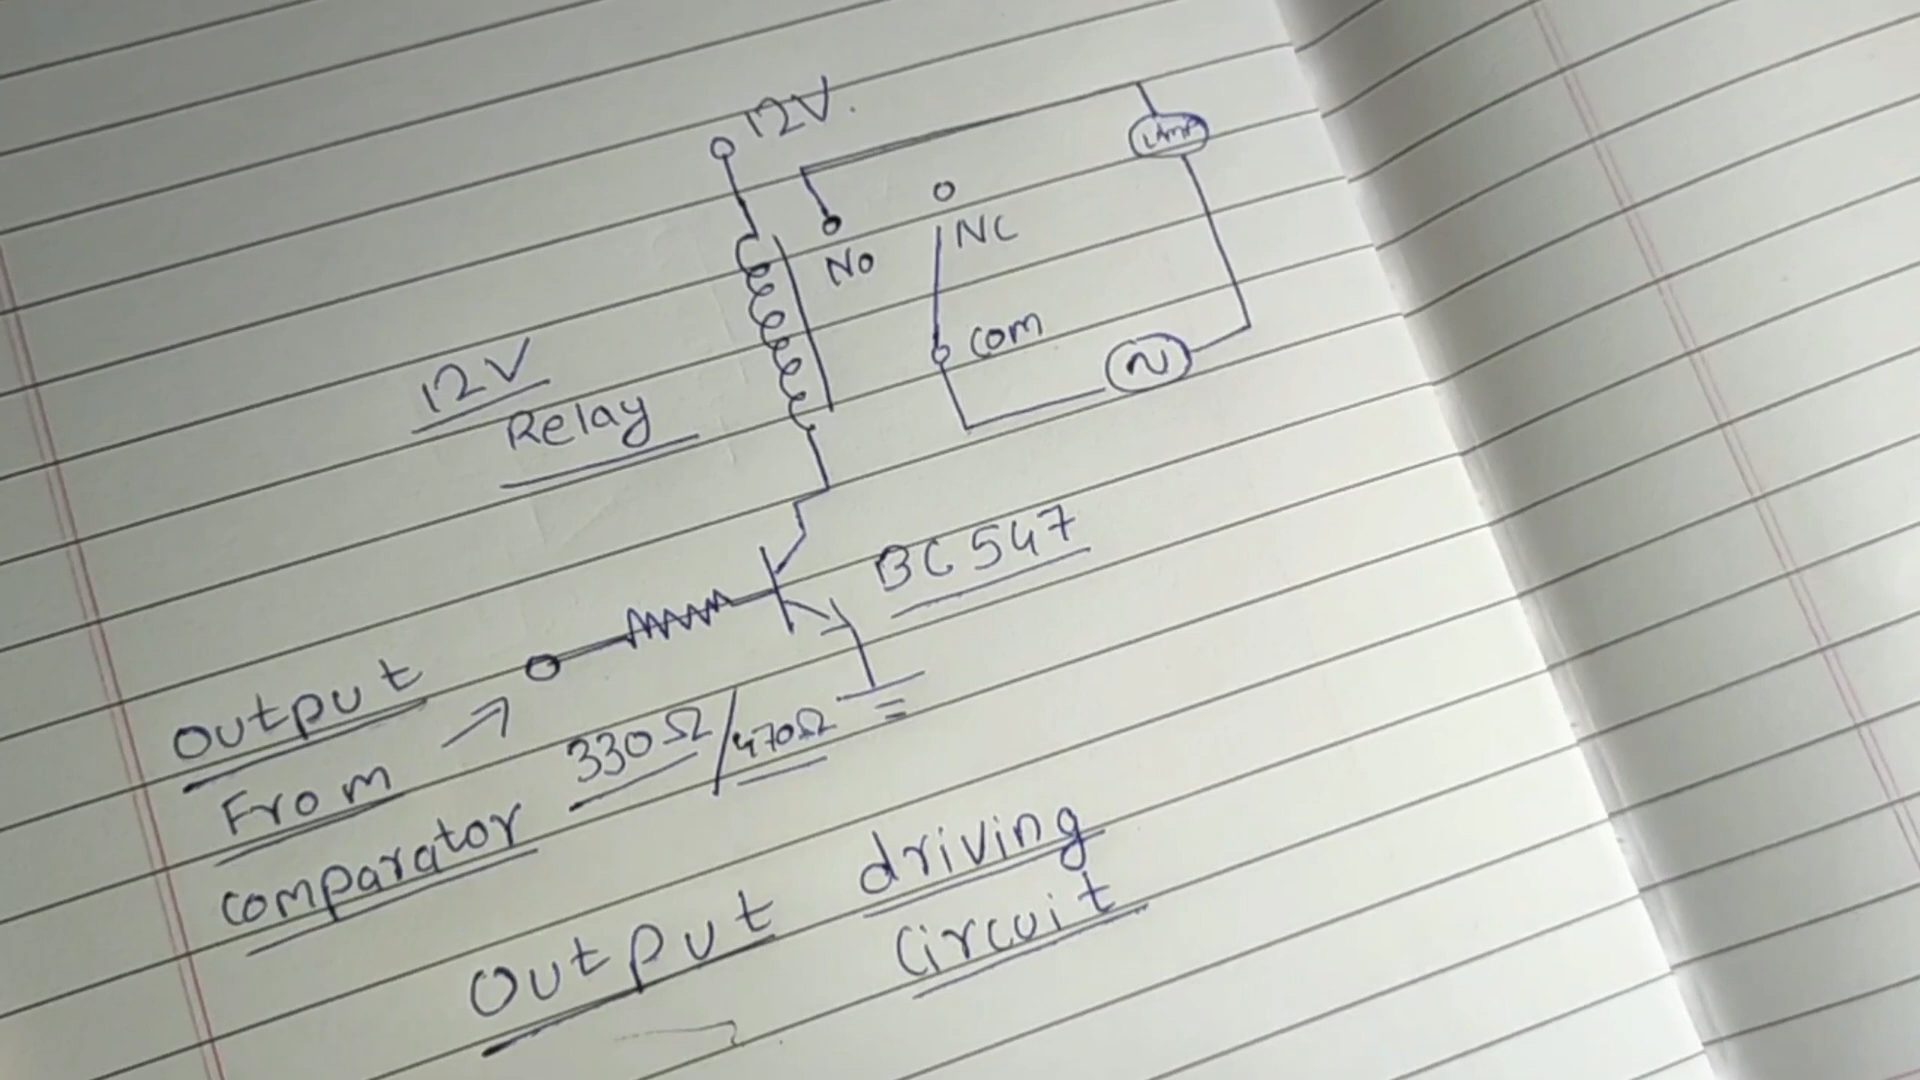 12V.
LAMP
NC
NO
com
12V
Relay
BC547
output
From
comparator
330Ω/470Ω
output driving
circuit